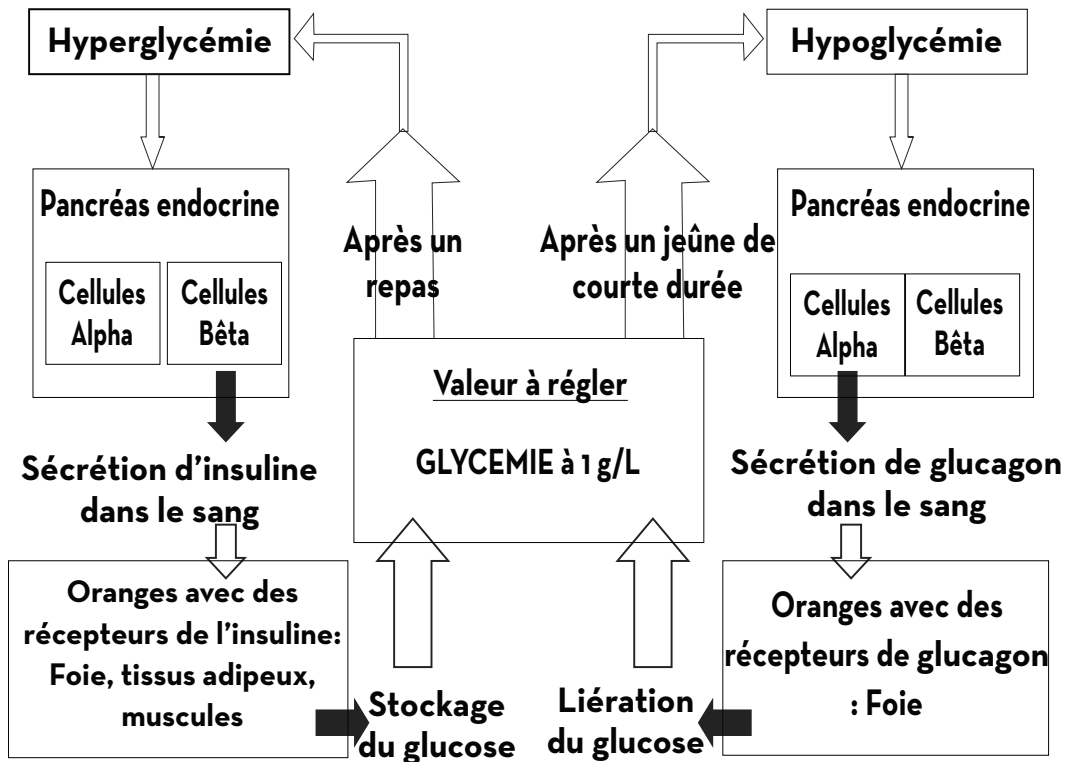 Hyperglycémie
Pancréas endocrine
Cellules
Alpha
Cellules
Bêta
Sécrétion d'insuline
dans le sang
Oranges avec des
récepteurs de l'insuline:
Foie, tissus adipeux,
muscles
Stockage
du glucose
Après un
repas
Valeur à régler
GLYCEMIE à 1 g/L
Après un jeûne de
courte durée
Hypoglycémie
Pancréas endocrine
Cellules
Alpha
Cellules
Bêta
Sécrétion de glucagon
dans le sang
Oranges avec des
récepteurs de glucagon
: Foie
Liération
du glucose